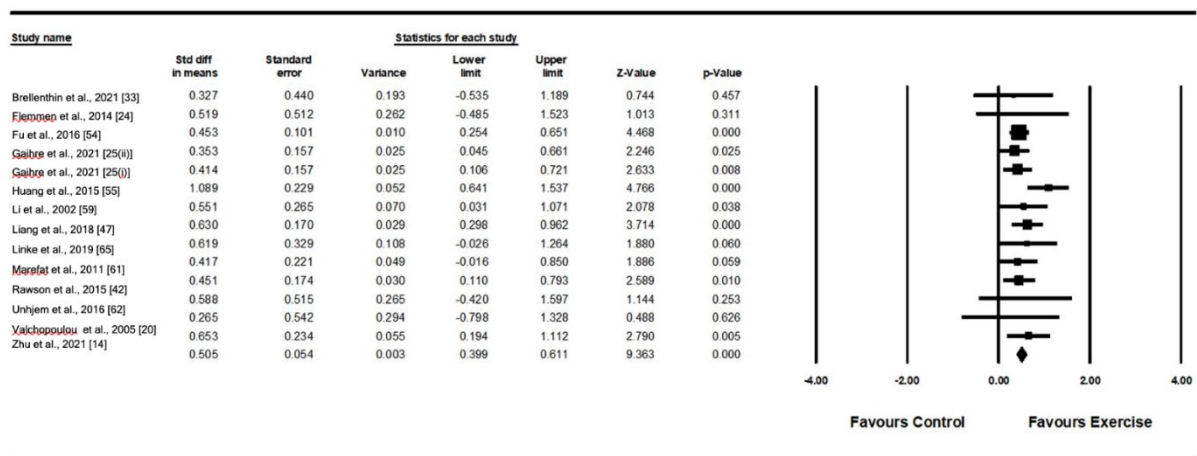 Study name Statistics for each study
Std diff in means Standard error Variance Lower limit Upper limit Z-Value p-Value
Brellenthin et al., 2021 [33] 0.327 0.440 0.193 -0.535 1.189 0.744 0.457
Flemmen et al., 2014 [24] 0.519 0.512 0.262 -0.485 1.523 1.013 0.311
Fu et al., 2016 [54] 0.453 0.101 0.010 0.254 0.651 4.468 0.000
Gaihre et al., 2021 [25(ii)] 0.353 0.157 0.025 0.045 0.661 2.246 0.025
Gaihre et al., 2021 [25(i)] 0.414 0.157 0.025 0.106 0.721 2.633 0.008
Huang et al., 2015 [55] 1.089 0.229 0.052 0.641 1.537 4.766 0.000
Li et al., 2002 [59] 0.551 0.265 0.070 0.031 1.071 2.078 0.038
Liang et al., 2018 [47] 0.630 0.170 0.029 0.298 0.962 3.714 0.000
Linke et al., 2019 [65] 0.619 0.329 0.108 -0.026 1.264 1.880 0.060
Marefat et al., 2011 [61] 0.417 0.221 0.049 -0.016 0.850 1.886 0.059
Rawson et al., 2015 [42] 0.451 0.174 0.030 0.110 0.793 2.589 0.010
Unhjem et al., 2016 [62] 0.588 0.515 0.265 -0.420 1.597 1.144 0.253
Vajchopoulou et al., 2005 [20] 0.265 0.542 0.294 -0.798 1.328 0.488 0.626
Zhu et al., 2021 [14] 0.653 0.234 0.055 0.194 1.112 2.790 0.005
0.505 0.054 0.003 0.399 0.611 9.363 0.000
-4.00 -2.00 0.00 2.00 4.00
Favours Control Favours Exercise